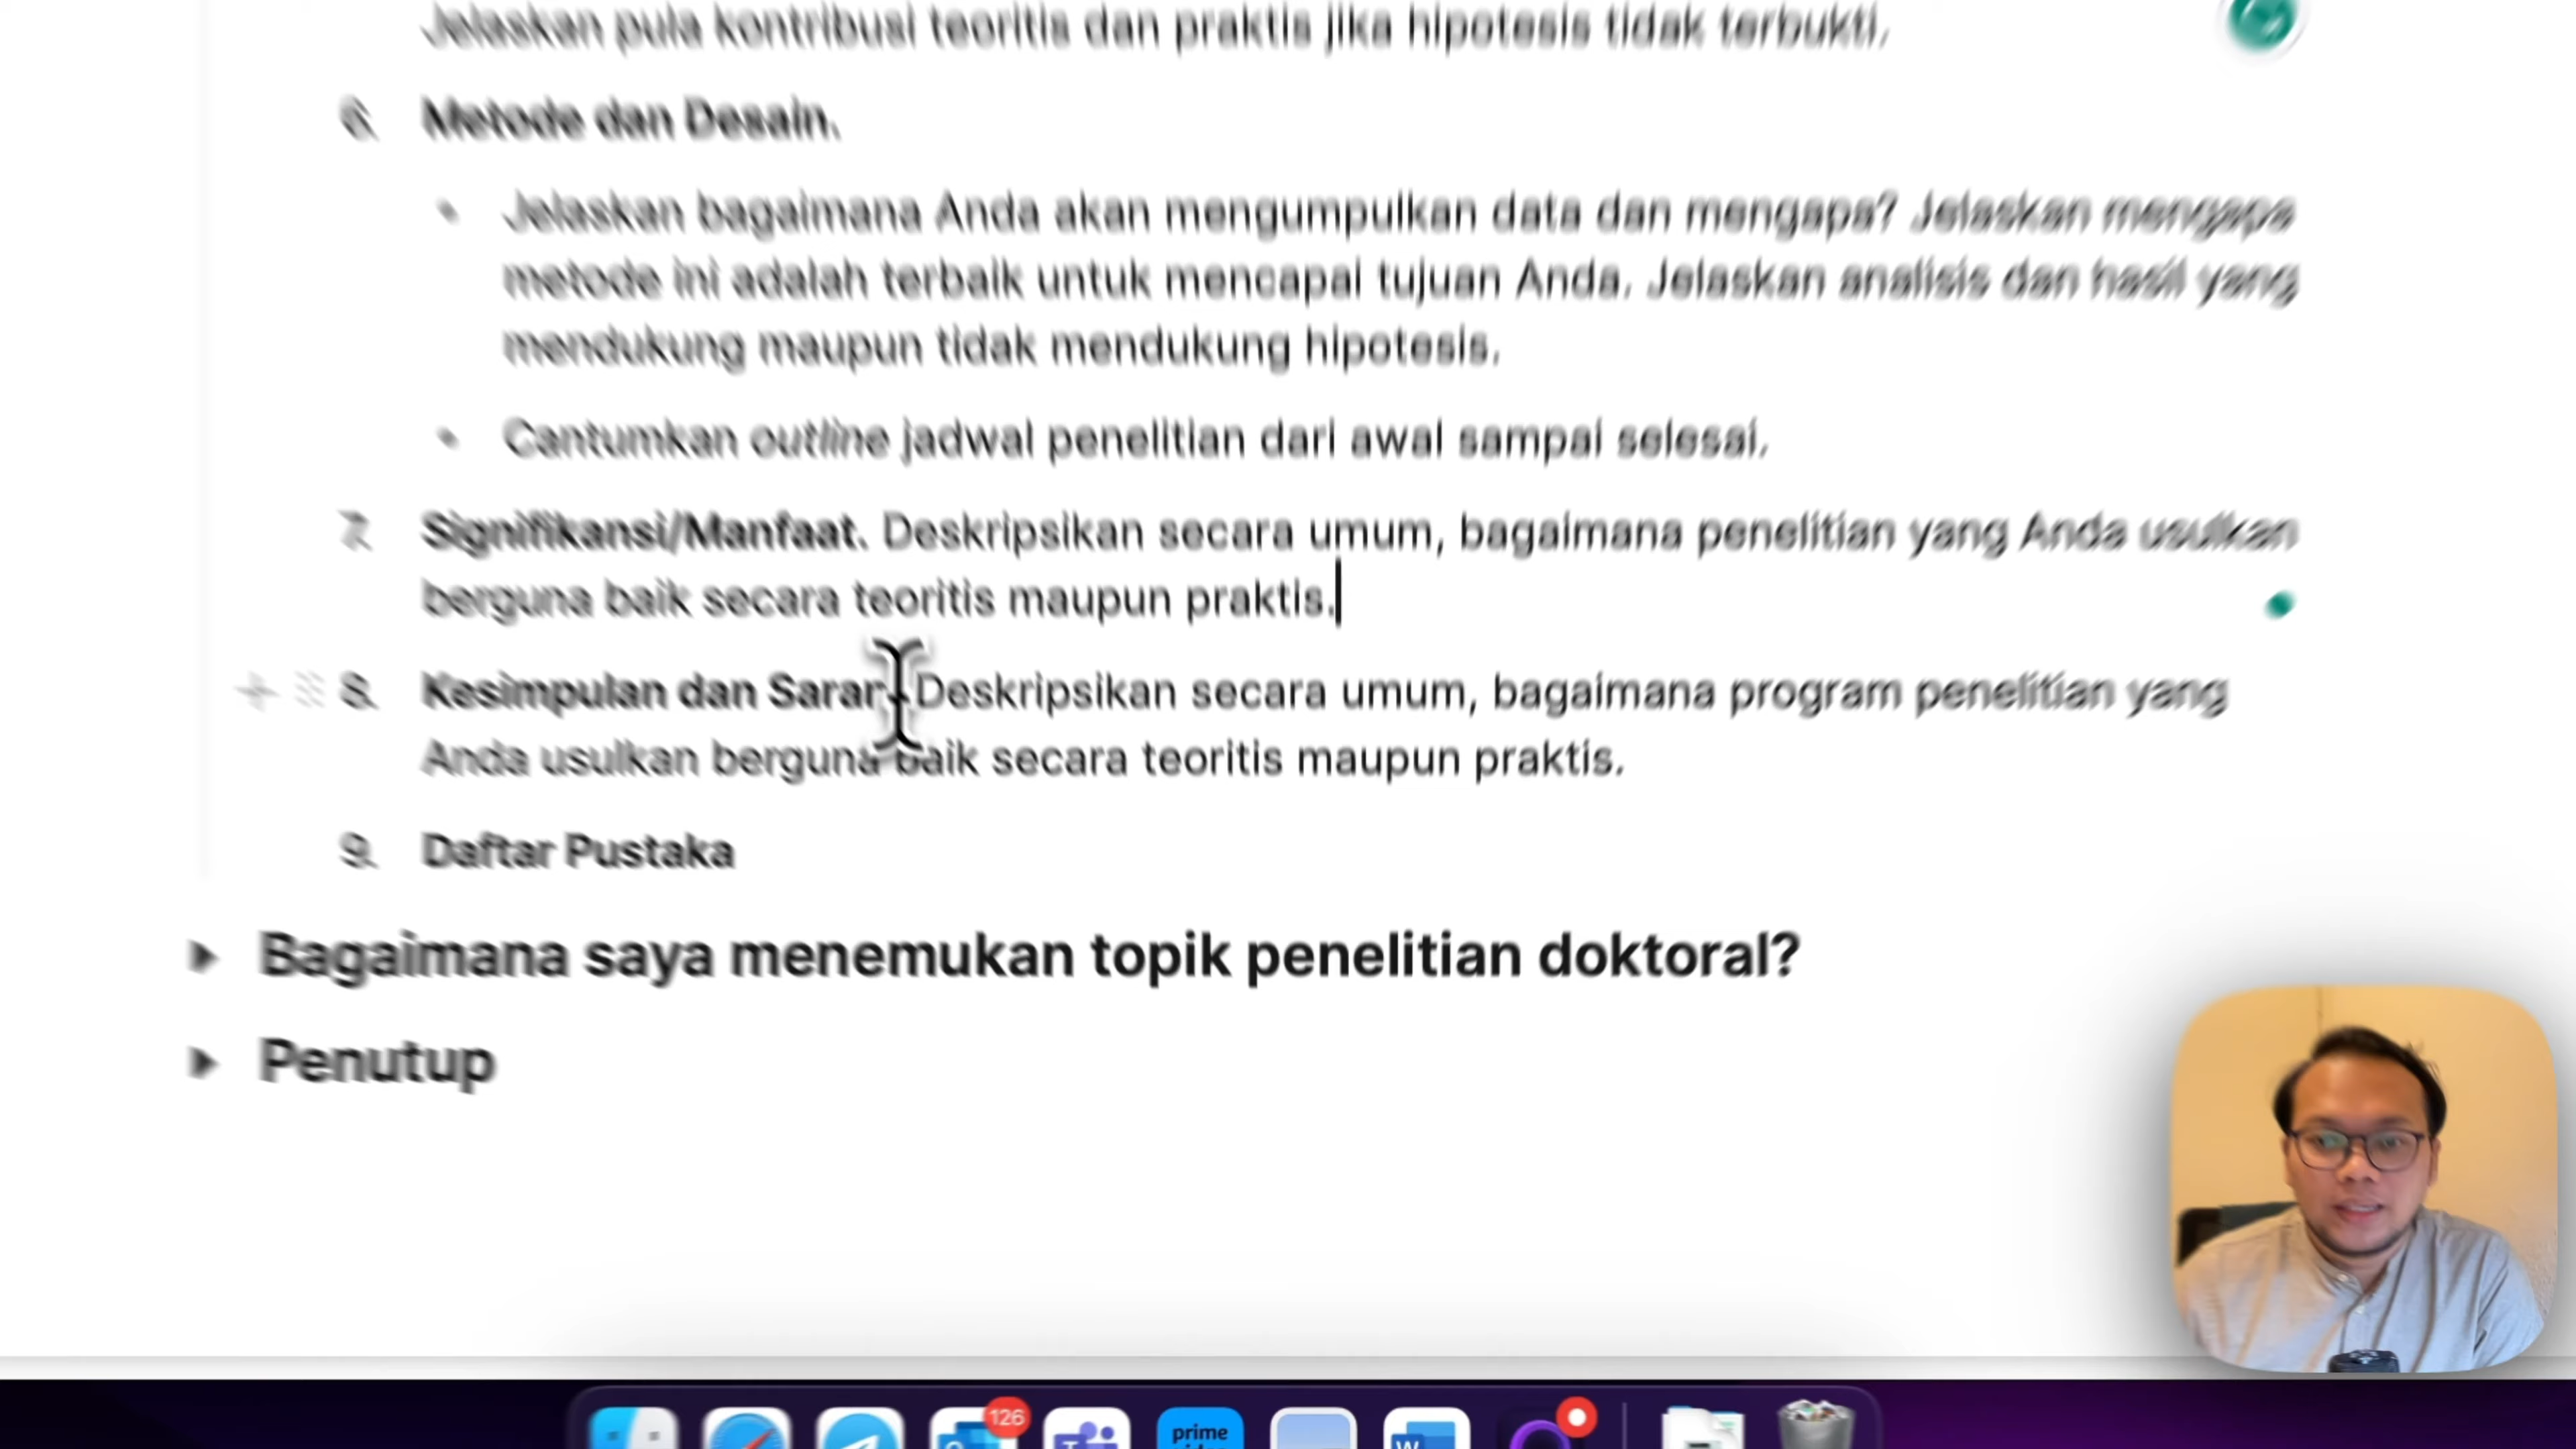 Jelaskan pula kontribusi teoritis dan praktis jika hipotesis tidak terbukti.
6. Metode dan Desain.
• Jelaskan bagaimana Anda akan mengumpulkan data dan mengapa? Jelaskan mengapa
metode ini adalah terbaik untuk mencapai tujuan Anda. Jelaskan analisis dan hasil yang
mendukung maupun tidak mendukung hipotesis.
• Cantumkan outline jadwal penelitian dari awal sampai selesai.
7. Signifikansi/Manfaat. Deskripsikan secara umum, bagaimana penelitian yang Anda usulkan
berguna baik secara teoritis maupun praktis.
8. Kesimpulan dan Saran. Deskripsikan secara umum, bagaimana program penelitian yang
Anda usulkan berguna baik secara teoritis maupun praktis.
9. Daftar Pustaka
Bagaimana saya menemukan topik penelitian doktoral?
Penutup
126
prime
W